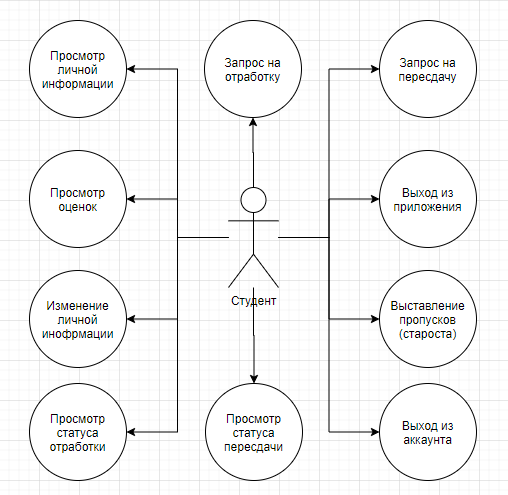 Просмотр
личной
информации
Запрос на
отработку
Запрос на
пересдачу
Просмотр
оценок
Выход из
приложения
Студент
Изменение
личной
инофрмации
Выставление
пропусков
(староста)
Просмотр
статуса
отработки
Просмотр
статуса
пересдачи
Выход из
аккаунта